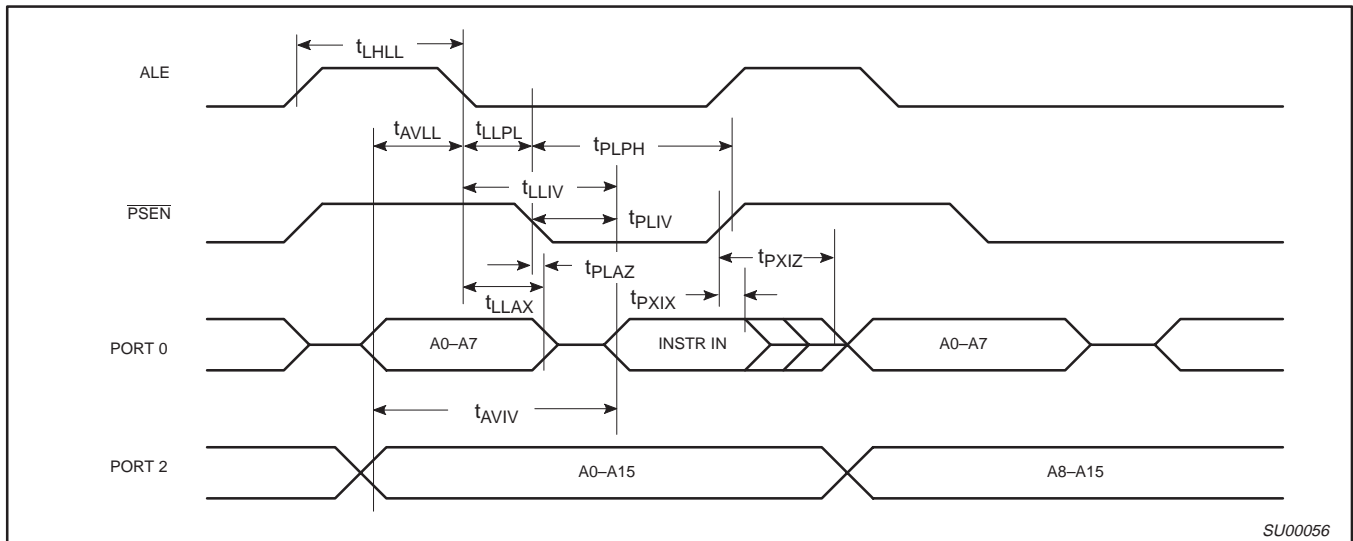 tLHLL
ALE
tAVLL tLLPL
tPLPH
tLLIV
PSEN
tPLIV
tPXIZ
tPLAZ
tLLAX
tPXIX
PORT 0
A0–A7
INSTR IN
A0–A7
tAVIV
PORT 2
A0–A15
A8–A15
SU00056